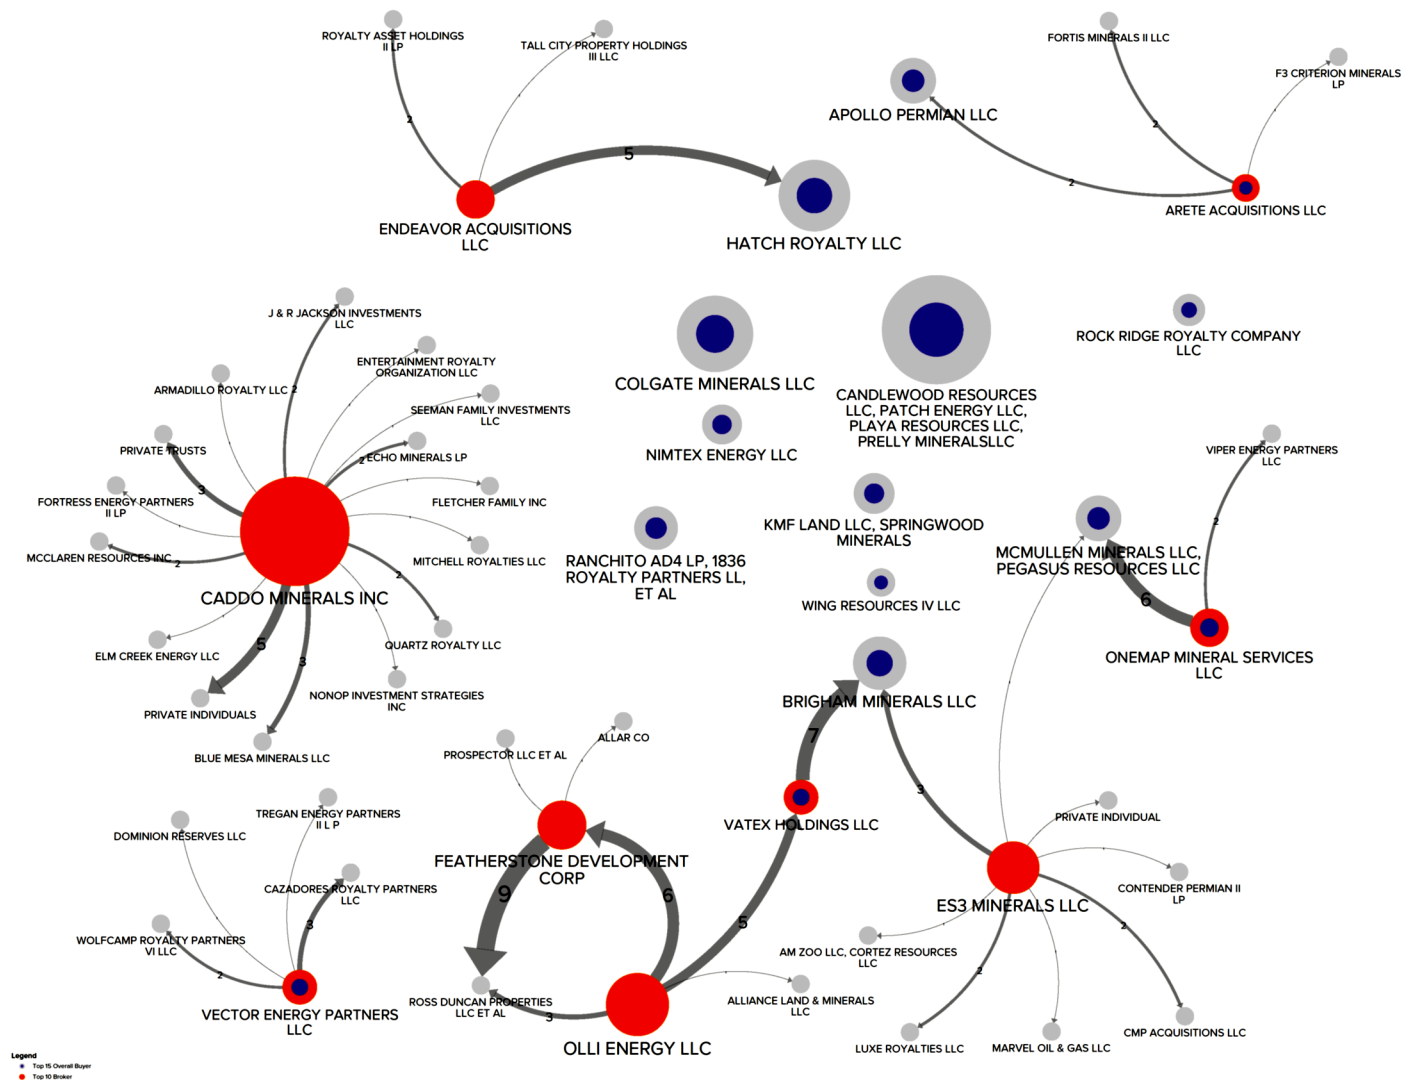 ROYALTY ASSET HOLDINGS
II LP
TALL CITY PROPERTY HOLDINGS
III LLC
2
5
ENDEAVOR ACQUISITIONS
LLC
HATCH ROYALTY LLC
FORTIS MINERALS II LLC
F3 CRITERION MINERALS
LP
APOLLO PERMIAN LLC
2
2
ARETE ACQUISITIONS LLC
J & R JACKSON INVESTMENTS
LLC
ENTERTAINMENT ROYALTY
ORGANIZATION LLC
ARMADILLO ROYALTY LLC
2
SEEMAN FAMILY INVESTMENTS
LLC
PRIVATE TRUSTS
2
ECHO MINERALS LP
3
FORTRESS ENERGY PARTNERS
II LP
FLETCHER FAMILY INC
MCCLAREN RESOURCES INC
2
MITCHELL ROYALTIES LLC
2
CADDO MINERALS INC
ELM CREEK ENERGY LLC
5
3
QUARTZ ROYALTY LLC
NONOP INVESTMENT STRATEGIES
INC
PRIVATE INDIVIDUALS
BLUE MESA MINERALS LLC
COLGATE MINERALS LLC
CANDLEWOOD RESOURCES
LLC, PATCH ENERGY LLC,
PLAYA RESOURCES LLC,
PRELLY MINERALSLLC
ROCK RIDGE ROYALTY COMPANY
LLC
NIMTEX ENERGY LLC
KMF LAND LLC, SPRINGWOOD
MINERALS
RANCHITO AD4 LP, 1836
ROYALTY PARTNERS LL,
ET AL
WING RESOURCES IV LLC
VIPER ENERGY PARTNERS
LLC
2
MCMULLEN MINERALS LLC,
PEGASUS RESOURCES LLC
6
ONEMAP MINERAL SERVICES
LLC
BRIGHAM MINERALS LLC
7
3
VATEX HOLDINGS LLC
PROSPECTOR LLC ET AL
ALLAR CO
FEATHERSTONE DEVELOPMENT
CORP
9
6
5
ROSS DUNCAN PROPERTIES
LLC ET AL
3
ALLIANCE LAND & MINERALS
LLC
OLLI ENERGY LLC
TREGAN ENERGY PARTNERS
II L P
DOMINION RESERVES LLC
CAZADORES ROYALTY PARTNERS
LLC
3
WOLFCAMP ROYALTY PARTNERS
VI LLC
2
VECTOR ENERGY PARTNERS
LLC
PRIVATE INDIVIDUAL
CONTENDER PERMIAN II
LP
ES3 MINERALS LLC
2
AM ZOO LLC, CORTEZ RESOURCES
LLC
2
LUXE ROYALTIES LLC
MARVEL OIL & GAS LLC
CMP ACQUISITIONS LLC
Legend
Top 15 Overall Buyer
Top 10 Broker